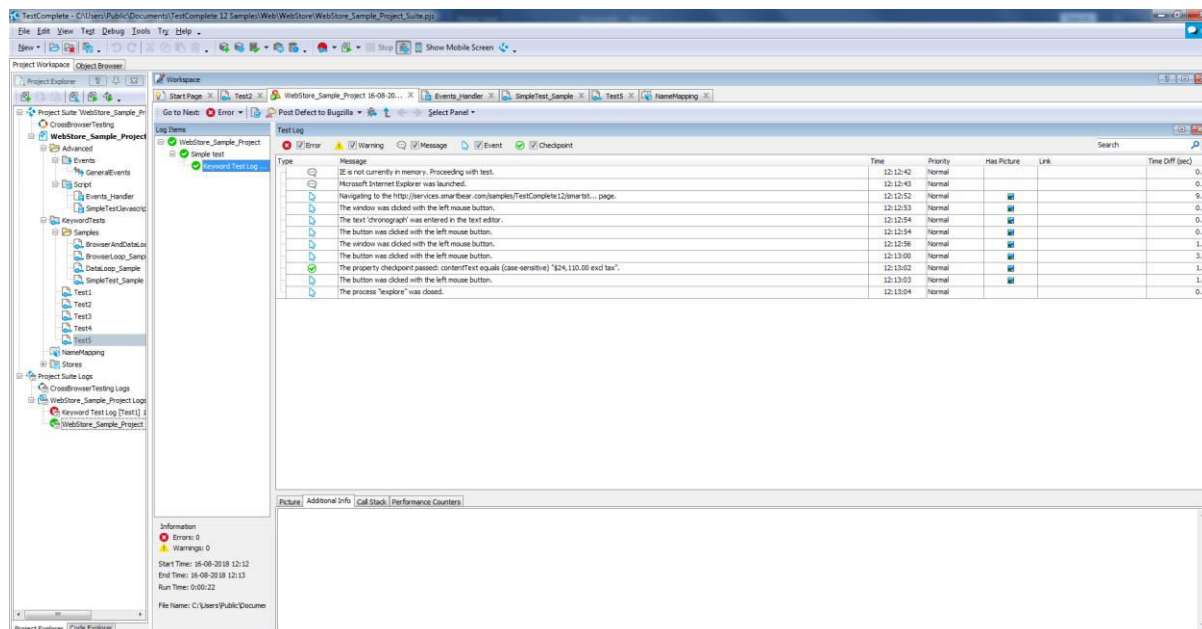 TestComplete - C:\Users\Public\Documents\TestComplete 12 Samples\Web\WebStore\WebStore_Sample_Project_Suite.pjs
File Edit View Test Debug Tools Try Help
New Stop Show Mobile Screen
Project Workspace Object Browser
Project Explorer
Project Suite 'WebStore_Sample_Pr
CrossBrowserTesting
WebStore_Sample_Project
Advanced
Events
GeneralEvents
Script
Events_Handler
SimpleTestJavascrip
KeywordTests
Samples
BrowserAndDataLoo
BrowserLoop_Samp
DataLoop_Sample
SimpleTest_Sample
Test1
Test2
Test3
Test4
Test5
NameMapping
Stores
Project Suite Logs
CrossBrowserTesting Logs
WebStore_Sample_Project Logs
Keyword Test Log [Test1] 1
WebStore_Sample_Project
Project Explorer Code Explorer
Workspace
Start Page Test2 WebStore_Sample_Project 16-08-20... Events_Handler SimpleTest_Sample Test5 NameMapping
Go to Next: Error Post Defect to Bugzilla Select Panel
Log Items
WebStore_Sample_Project
Simple test
Keyword Test Log ...
Information
Errors: 0
Warnings: 0
Start Time: 16-08-2018 12:12
End Time: 16-08-2018 12:13
Run Time: 0:00:22
File Name: C:\Users\Public\Documen
Test Log
Error Warning Message Event Checkpoint Search
Type Message Time Priority Has Picture Link Time Diff (sec)
IE is not currently in memory. Proceeding with test. 12:12:42 Normal 0.
Microsoft Internet Explorer was launched. 12:12:43 Normal 0.
Navigating to the http://services.smartbear.com/samples/TestComplete12/smartst... page. 12:12:52 Normal 9.
The window was clicked with the left mouse button. 12:12:53 Normal 0.
The text 'chronograph' was entered in the text editor. 12:12:54 Normal 0.
The button was clicked with the left mouse button. 12:12:54 Normal 0.
The window was clicked with the left mouse button. 12:12:56 Normal 1.
The button was clicked with the left mouse button. 12:13:00 Normal 3.
The property checkpoint passed: contentText equals (case-sensitive) "$24,110.00 excl tax". 12:13:02 Normal 1.
The button was clicked with the left mouse button. 12:13:03 Normal 1.
The process "iexplore" was closed. 12:13:04 Normal 0.
Picture Additional Info Call Stack Performance Counters